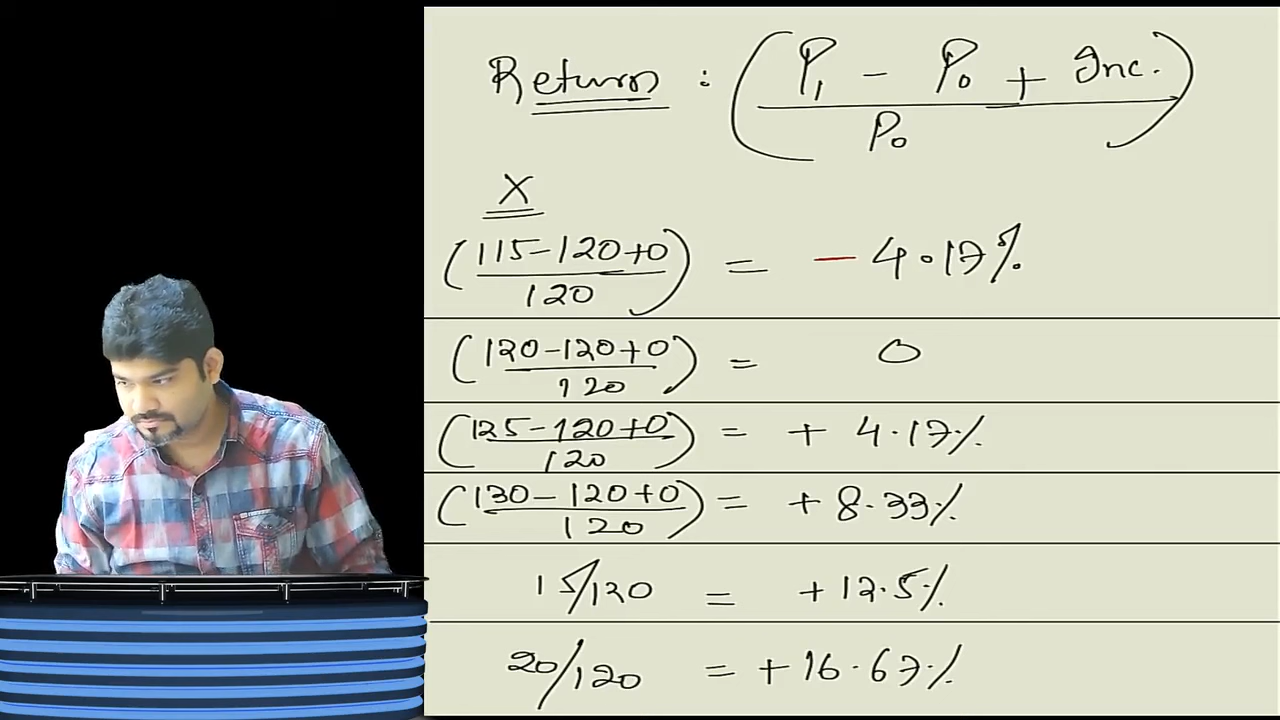 Return : (P₁ - P₀ + Inc. / P₀)
X
(115-120+0 / 120) = - 4.17%
(120-120+0 / 120) = 0
(125-120+0 / 120) = + 4.17%
(130-120+0 / 120) = + 8.33%
15/120 = +12.5%
20/120 = +16.67%